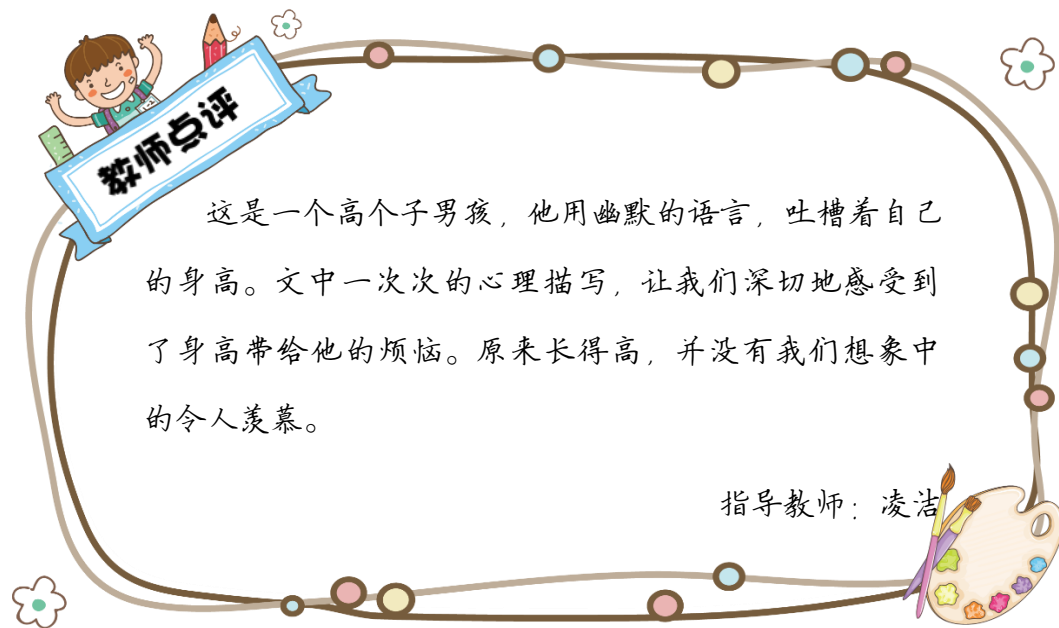 教师点评
这是一个高个子男孩，他用幽默的语言，吐槽着自己
的身高。文中一次次的心理描写，让我们深切地感受到
了身高带给他的烦恼。原来长得高，并没有我们想象中
的令人羡慕。
指导教师：凌洁